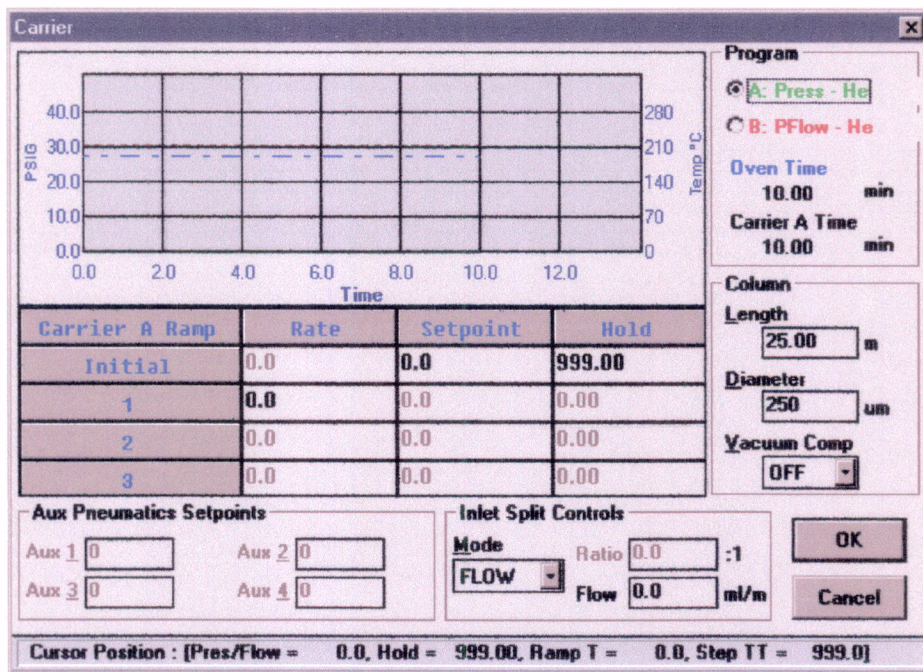 Carrier
PSIG
40.0
30.0
20.0
10.0
0.0
280
210
140
70
0
Temp °C
0.0 2.0 4.0 6.0 8.0 10.0 12.0
Time
Carrier A Ramp Rate Setpoint Hold
Initial 0.0 0.0 999.00
1 0.0 0.0 0.00
2 0.0 0.0 0.00
3 0.0 0.0 0.00
Program
A: Press - He
B: PFlow - He
Oven Time
10.00 min
Carrier A Time
10.00 min
Column
Length
25.00 m
Diameter
250 um
Vacuum Comp
OFF
Aux Pneumatics Setpoints
Aux 1 0 Aux 2 0
Aux 3 0 Aux 4 0
Inlet Split Controls
Mode
FLOW
Ratio 0.0 :1
Flow 0.0 ml/m
OK
Cancel
Cursor Position : [Pres/Flow = 0.0, Hold = 999.00, Ramp T = 0.0, Step TT = 999.0]